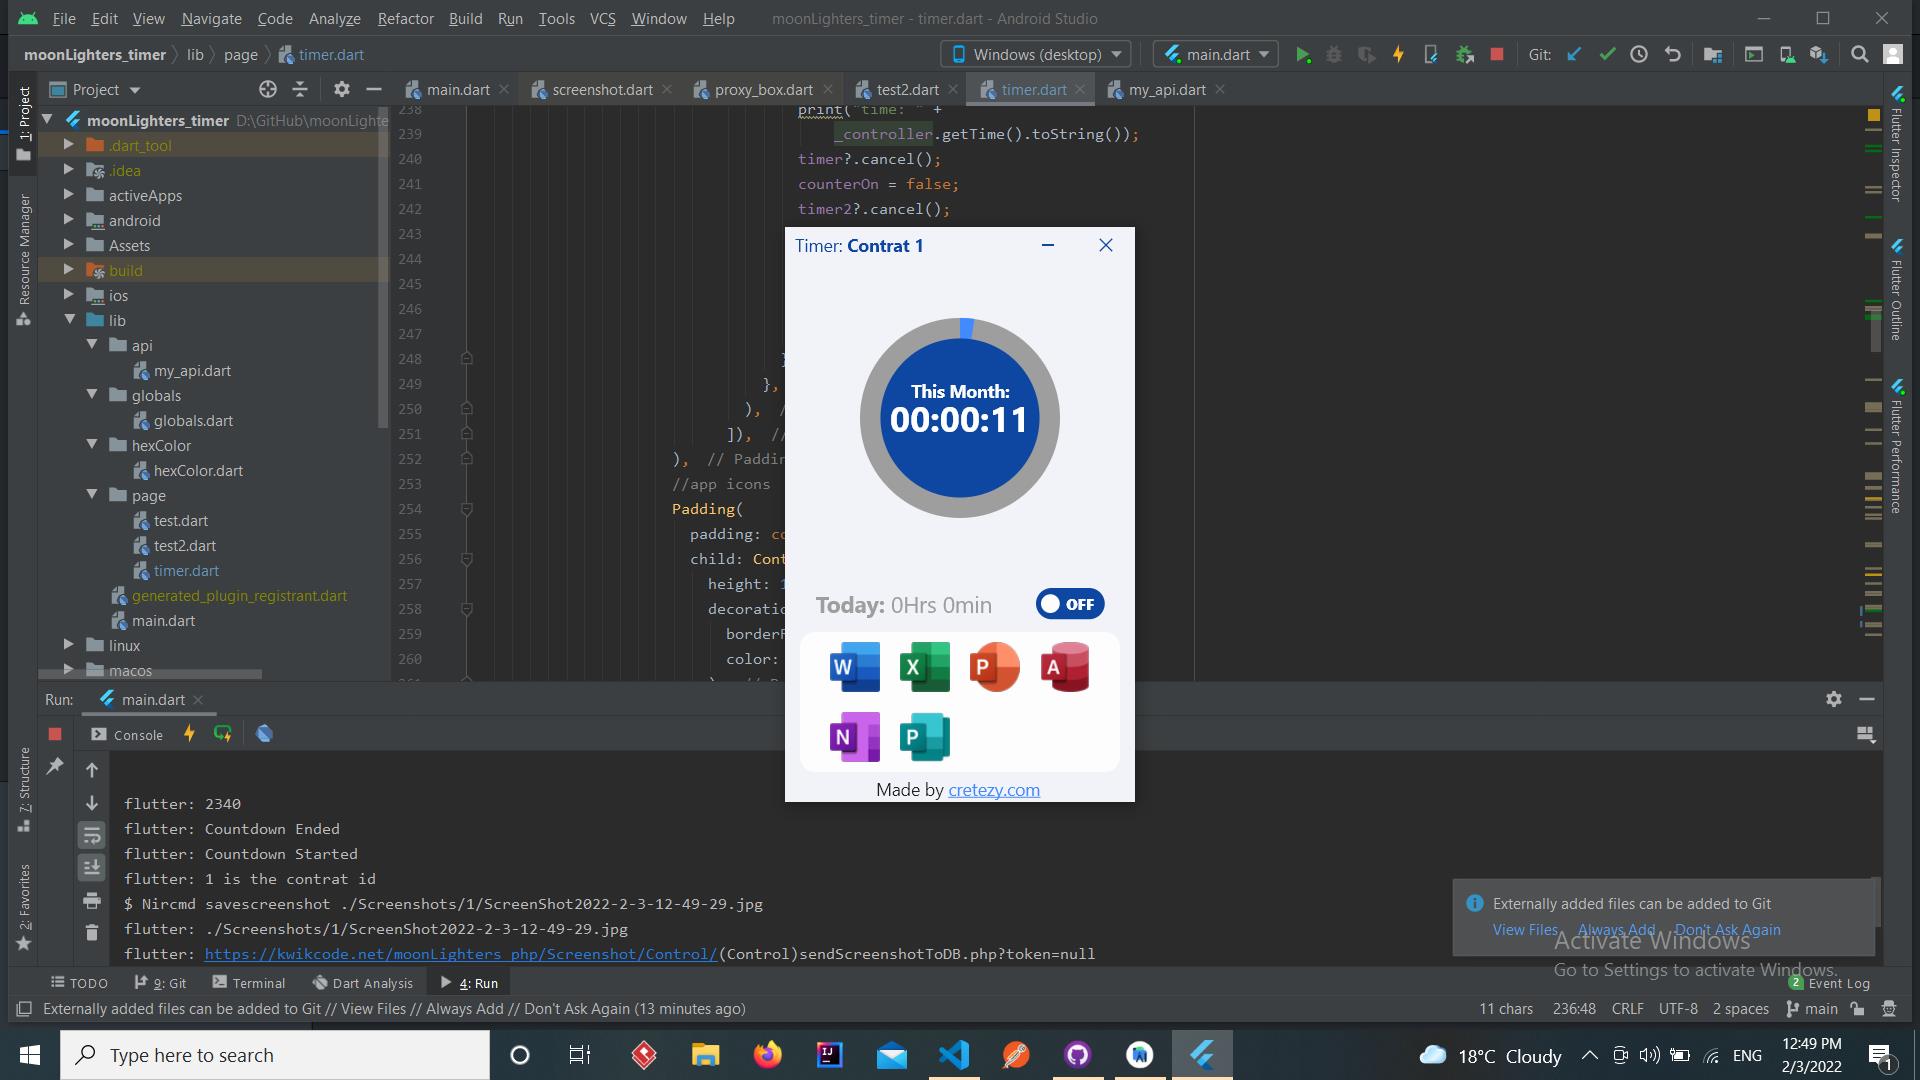 File Edit View Navigate Code Analyze Refactor Build Run Tools VCS Window Help moonLighters_timer - timer.dart - Android Studio
moonLighters_timer lib page timer.dart
Windows (desktop) main.dart Git:
Project
main.dart screenshot.dart proxy_box.dart test2.dart timer.dart my_api.dart
1: Project
Resource Manager
7: Structure
2: Favorites
moonLighters_timer D:\GitHub\moonLighte
.dart_tool
.idea
activeApps
android
Assets
build
ios
lib
api
my_api.dart
globals
globals.dart
hexColor
hexColor.dart
page
test.dart
test2.dart
timer.dart
generated_plugin_registrant.dart
main.dart
linux
macos
238 print("time: " +
239 _controller.getTime().toString());
240 timer?.cancel();
241 counterOn = false;
242 timer2?.cancel();
243
244
245
246
247
248 }
249 },
250 ), /
251 ]), //
252 ), // Paddin
253 //app icons
254 Padding(
255 padding: co
256 child: Cont
257 height: 1
258 decoratio
259 borderR
260 color:
Flutter Inspector
Flutter Outline
Flutter Performance
Timer: Contrat 1
This Month:
00:00:11
Today: 0Hrs 0min OFF
W X P A
N P
Made by cretezy.com
Run: main.dart
Console
flutter: 2340
flutter: Countdown Ended
flutter: Countdown Started
flutter: 1 is the contrat id
$ Nircmd savescreenshot ./Screenshots/1/ScreenShot2022-2-3-12-49-29.jpg
flutter: ./Screenshots/1/ScreenShot2022-2-3-12-49-29.jpg
flutter: https://kwikcode.net/moonLighters_php/Screenshot/Control/(Control)sendScreenshotToDB.php?token=null
Externally added files can be added to Git
View Files Always Add Don't Ask Again
Activate Windows
Go to Settings to activate Windows.
TODO 9: Git Terminal Dart Analysis 4: Run 2 Event Log
Externally added files can be added to Git // View Files // Always Add // Don't Ask Again (13 minutes ago) 11 chars 236:48 CRLF UTF-8 2 spaces main
Type here to search
IJ
18°C Cloudy ENG
12:49 PM
2/3/2022
1